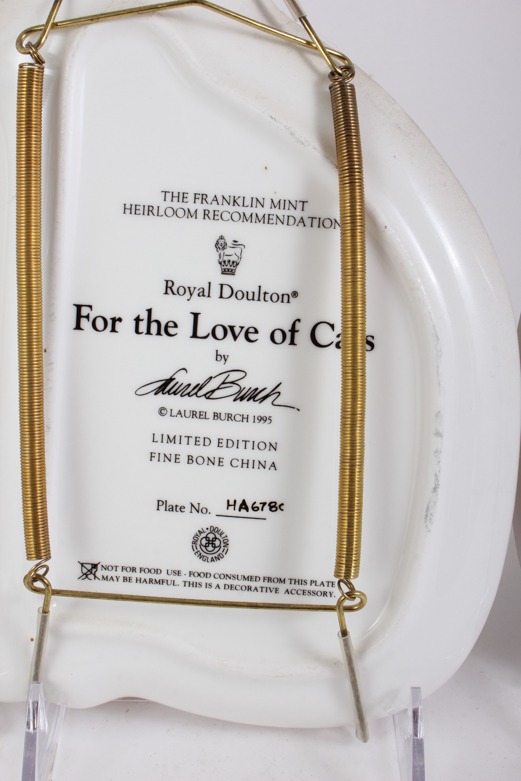 THE FRANKLIN MINT
HEIRLOOM RECOMMENDATION
Royal Doulton®
For the Love of Cats
by
Laurel Burch
© LAUREL BURCH 1995
LIMITED EDITION
FINE BONE CHINA
Plate No. HA6780
ROYAL · DOULTON
ENGLAND
NOT FOR FOOD USE - FOOD CONSUMED FROM THIS PLATE
MAY BE HARMFUL. THIS IS A DECORATIVE ACCESSORY.